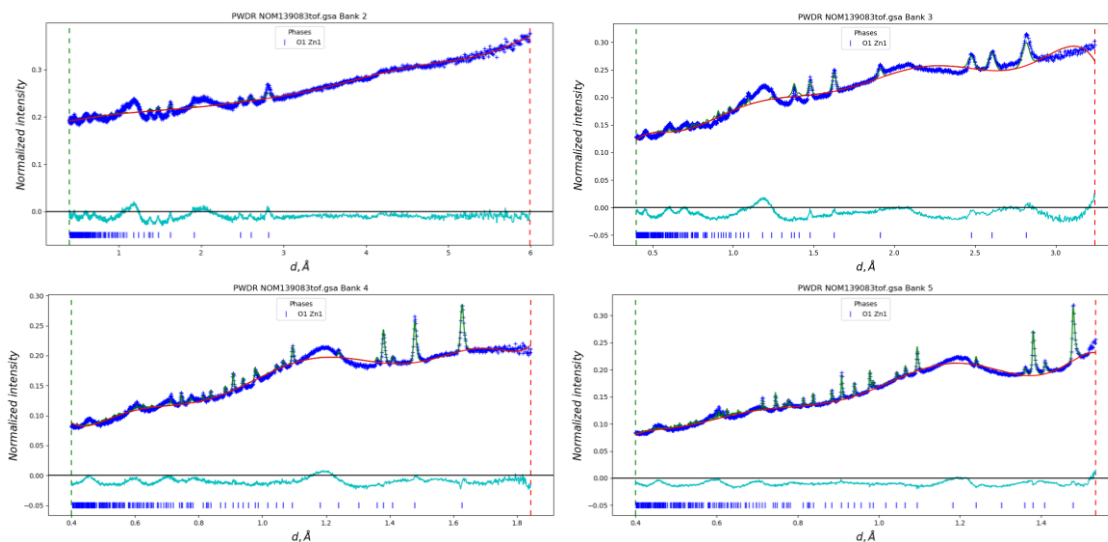 PWDR NOM139083tof.gsa Bank 2
Phases
O1 Zn1
Normalized intensity
0.3
0.2
0.1
0.0
1 2 3 4 5 6
d, Å
PWDR NOM139083tof.gsa Bank 3
Phases
O1 Zn1
Normalized intensity
0.30
0.25
0.20
0.15
0.10
0.05
0.00
−0.05
0.5 1.0 1.5 2.0 2.5 3.0
d, Å
PWDR NOM139083tof.gsa Bank 4
Phases
O1 Zn1
Normalized intensity
0.30
0.25
0.20
0.15
0.10
0.05
0.00
−0.05
0.4 0.6 0.8 1.0 1.2 1.4 1.6 1.8
d, Å
PWDR NOM139083tof.gsa Bank 5
Phases
O1 Zn1
Normalized intensity
0.30
0.25
0.20
0.15
0.10
0.05
0.00
−0.05
0.4 0.6 0.8 1.0 1.2 1.4
d, Å